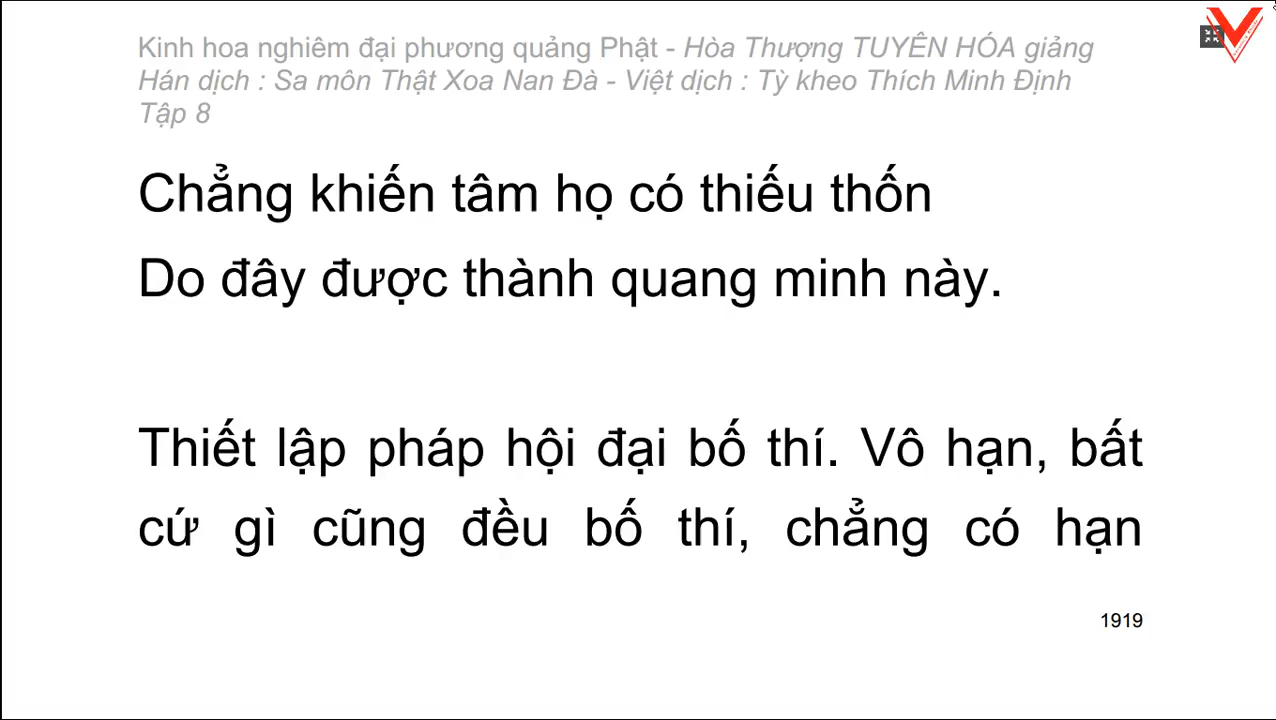 Kinh hoa nghiêm đại phương quảng Phật - Hòa Thượng TUYÊN HÓA giảng
Hán dịch : Sa môn Thật Xoa Nan Đà - Việt dịch : Tỳ kheo Thích Minh Định
Tập 8
Chẳng khiến tâm họ có thiếu thốn
Do đây được thành quang minh này.
Thiết lập pháp hội đại bố thí. Vô hạn, bất
cứ gì cũng đều bố thí, chẳng có hạn
1919